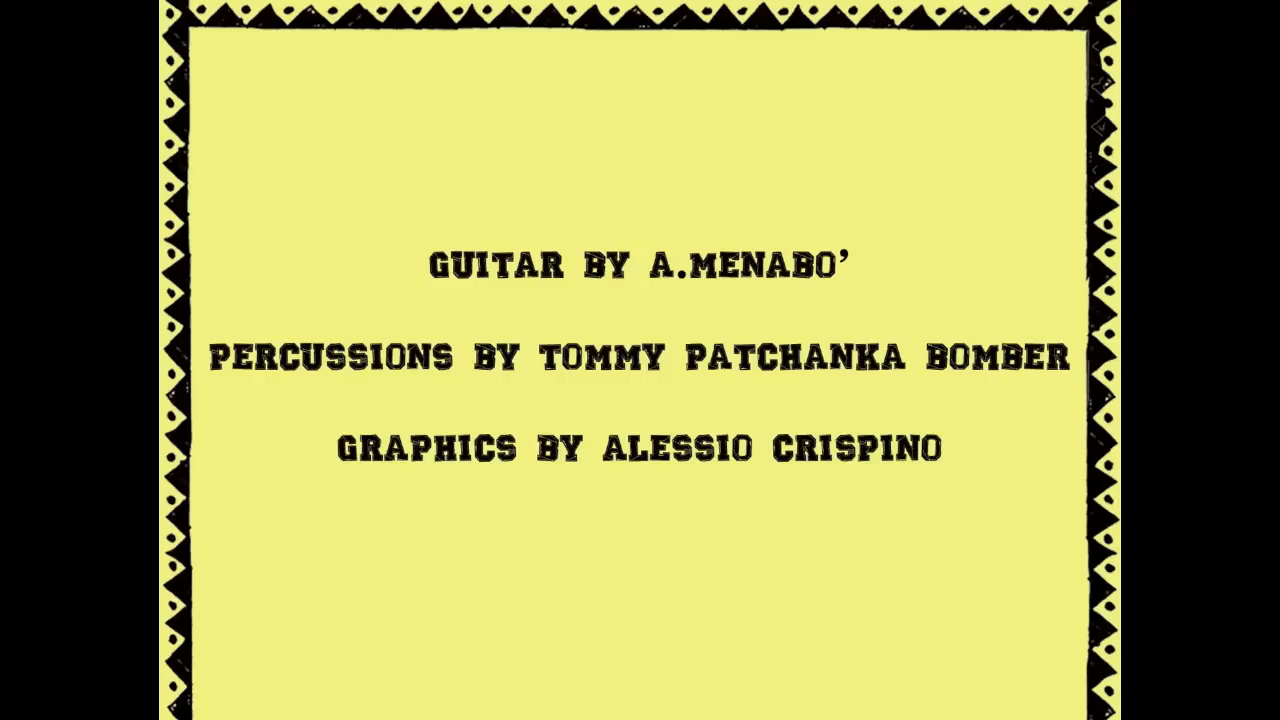 GUITAR BY A.MENABO’
PERCUSSIONS BY TOMMY PATCHANKA BOMBER
GRAPHICS BY ALESSIO CRISPINO